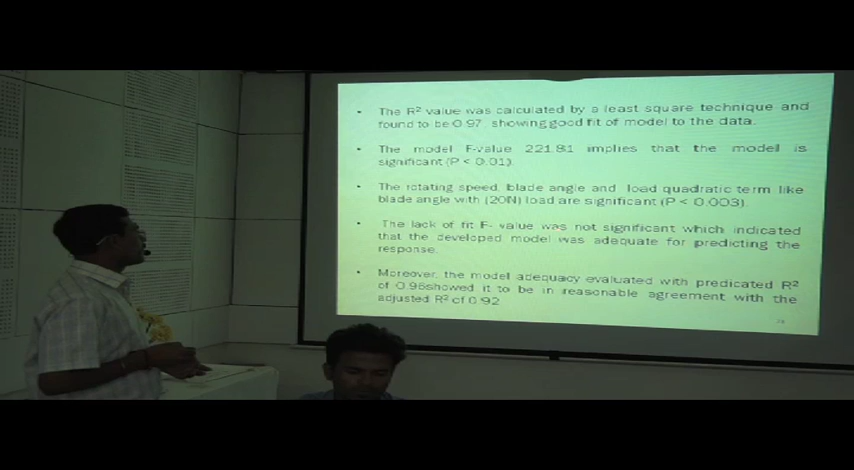 • The R² value was calculated by a least square technique and
found to be 0.97, showing good fit of model to the data.
• The model F-value 221.81 implies that the model is
significant (P < 0.01).
• The rotating speed, blade angle and load quadratic term like
blade angle with (20N) load are significant (P < 0.003).
• The lack of fit F- value was not significant which indicated
that the developed model was adequate for predicting the
response.
• Moreover, the model adequacy evaluated with predicated R²
of 0.96showed it to be in reasonable agreement with the
adjusted R² of 0.92